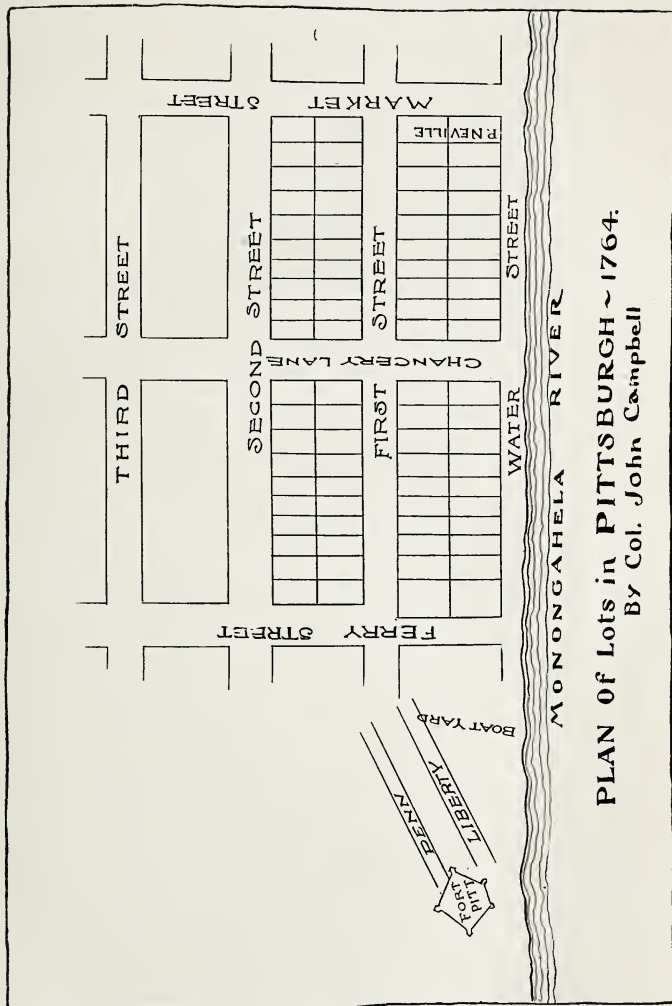 MARKET STREET
P. NEVILLE
THIRD STREET
SECOND STREET
FIRST STREET
WATER STREET
CHANCERY LANE
FERRY STREET
BOAT YARD
LIBERTY
PENN
FORT
PITT
MONONGAHELA RIVER
PLAN of Lots in PITTSBURGH ~ 1764.
By Col. John Campbell